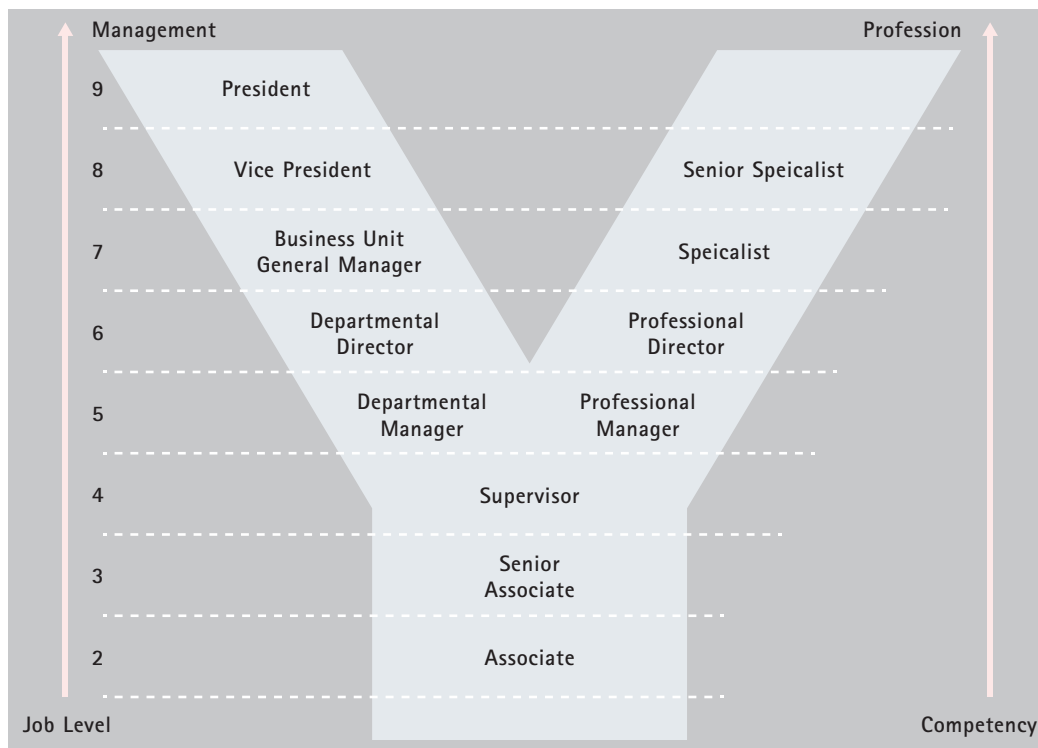 Management
Profession
9
President
8
Vice President
Senior Speicalist
7
Business Unit
General Manager
Speicalist
6
Departmental
Director
Professional
Director
5
Departmental
Manager
Professional
Manager
4
Supervisor
3
Senior
Associate
2
Associate
Job Level
Competency